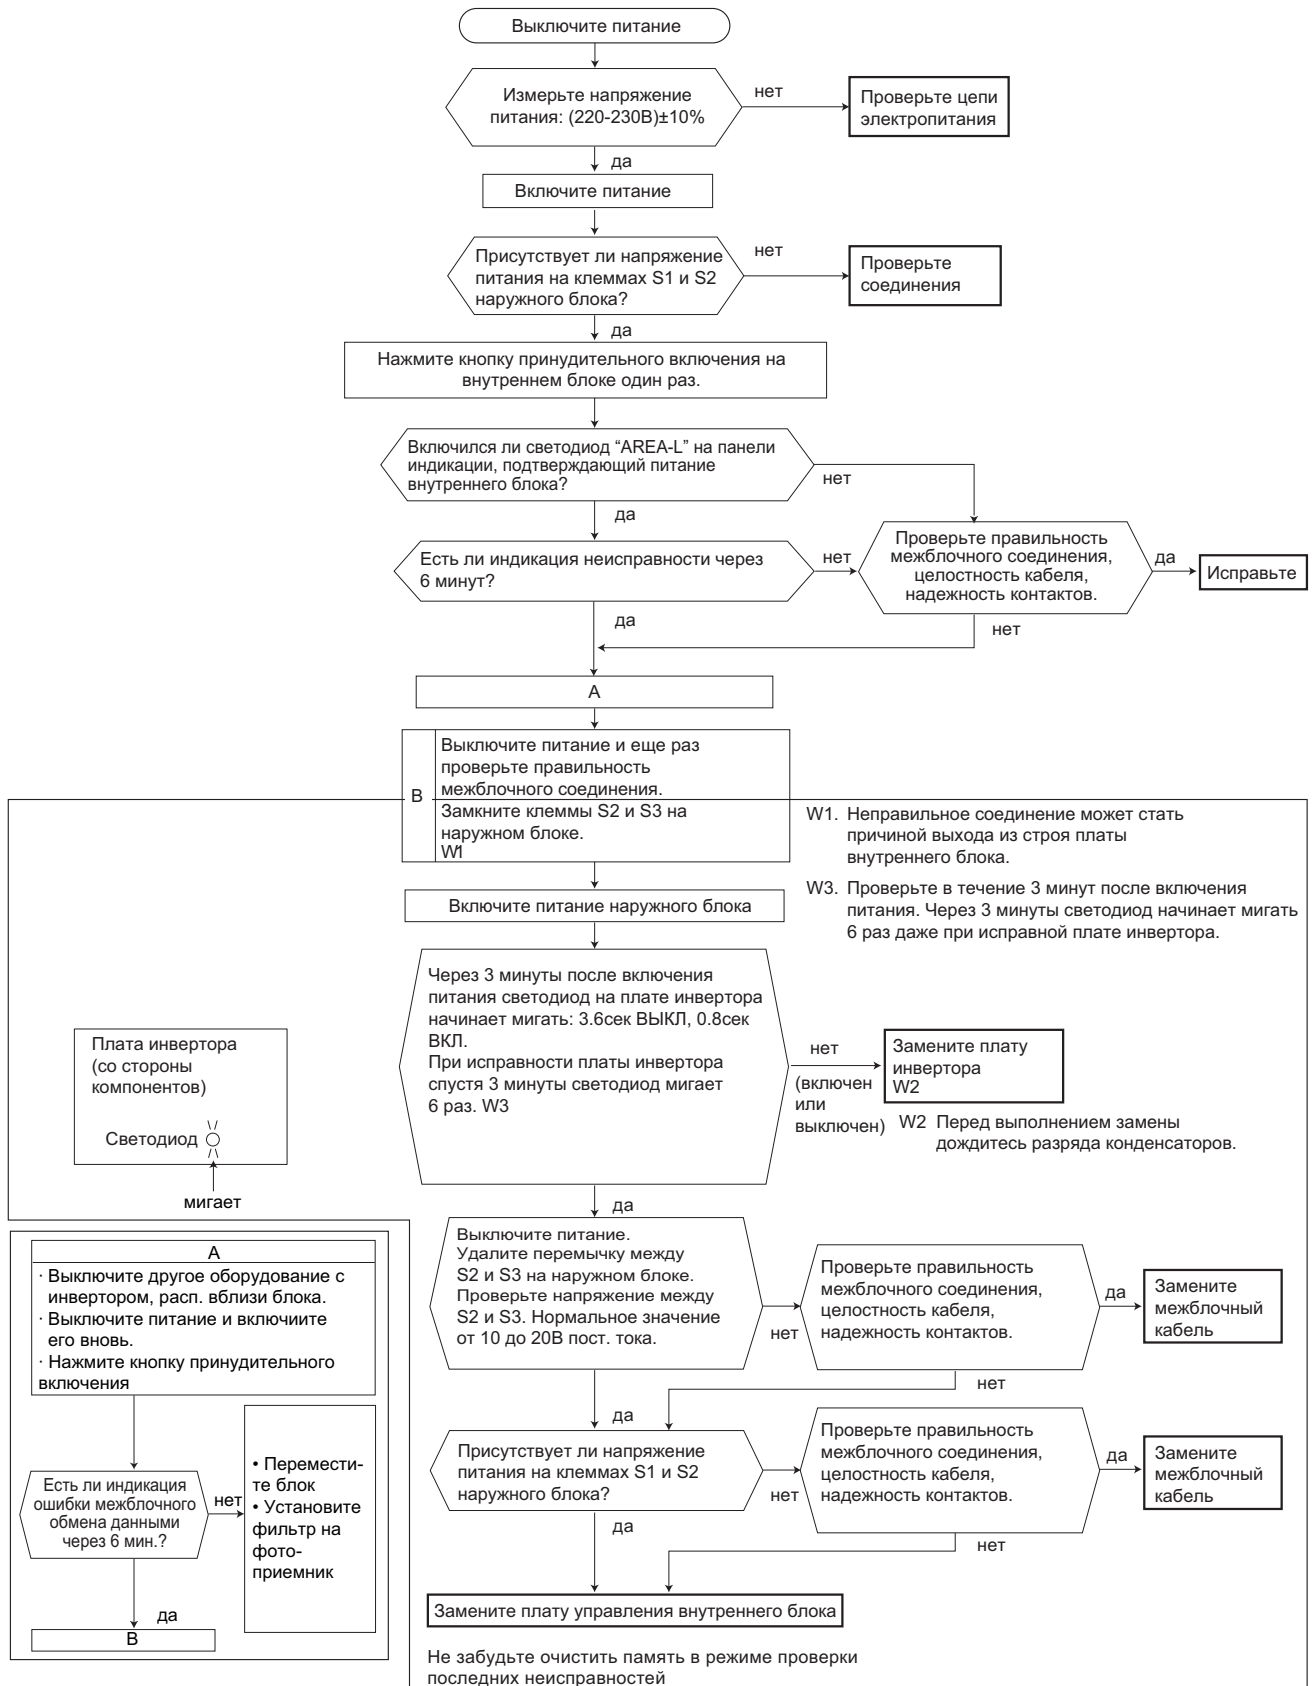 Выключите питание
Измерьте напряжение
питания: (220-230В)±10%
нет
Проверьте цепи
электропитания
да
Включите питание
Присутствует ли напряжение
питания на клеммах S1 и S2
наружного блока?
нет
Проверьте
соединения
да
Нажмите кнопку принудительного включения на
внутреннем блоке один раз.
Включился ли светодиод “AREA-L” на панели
индикации, подтверждающий питание
внутреннего блока?
нет
да
Есть ли индикация неисправности через
6 минут?
нет
Проверьте правильность
межблочного соединения,
целостность кабеля,
надежность контактов.
да
Исправьте
да
нет
A
B
Выключите питание и еще раз
проверьте правильность
межблочного соединения.
Замкните клеммы S2 и S3 на
наружном блоке.
W1
W1. Неправильное соединение может стать
причиной выхода из строя платы
внутреннего блока.
W3. Проверьте в течение 3 минут после включения
питания. Через 3 минуты светодиод начинает мигать
6 раз даже при исправной плате инвертора.
Включите питание наружного блока
Через 3 минуты после включения
питания светодиод на плате инвертора
начинает мигать: 3.6сек ВЫКЛ, 0.8сек
ВКЛ.
При исправности платы инвертора
спустя 3 минуты светодиод мигает
6 раз. W3
нет
(включен
или
выключен)
Замените плату
инвертора
W2
W2 Перед выполнением замены
дождитесь разряда конденсаторов.
Плата инвертора
(со стороны
компонентов)
Светодиод
мигает
да
Выключите питание.
Удалите перемычку между
S2 и S3 на наружном блоке.
Проверьте напряжение между
S2 и S3. Нормальное значение
от 10 до 20В пост. тока.
нет
Проверьте правильность
межблочного соединения,
целостность кабеля,
надежность контактов.
да
Замените
межблочный
кабель
нет
да
Присутствует ли напряжение
питания на клеммах S1 и S2
наружного блока?
нет
Проверьте правильность
межблочного соединения,
целостность кабеля,
надежность контактов.
да
Замените
межблочный
кабель
нет
да
Замените плату управления внутреннего блока
Не забудьте очистить память в режиме проверки
последних неисправностей
A
· Выключите другое оборудование с
инвертором, расп. вблизи блока.
· Выключите питание и включиите
его вновь.
· Нажмите кнопку принудительного
включения
Есть ли индикация
ошибки межблочного
обмена данными
через 6 мин.?
нет
• Перемести-
те блок
• Установите
фильтр на
фото-
приемник
да
B